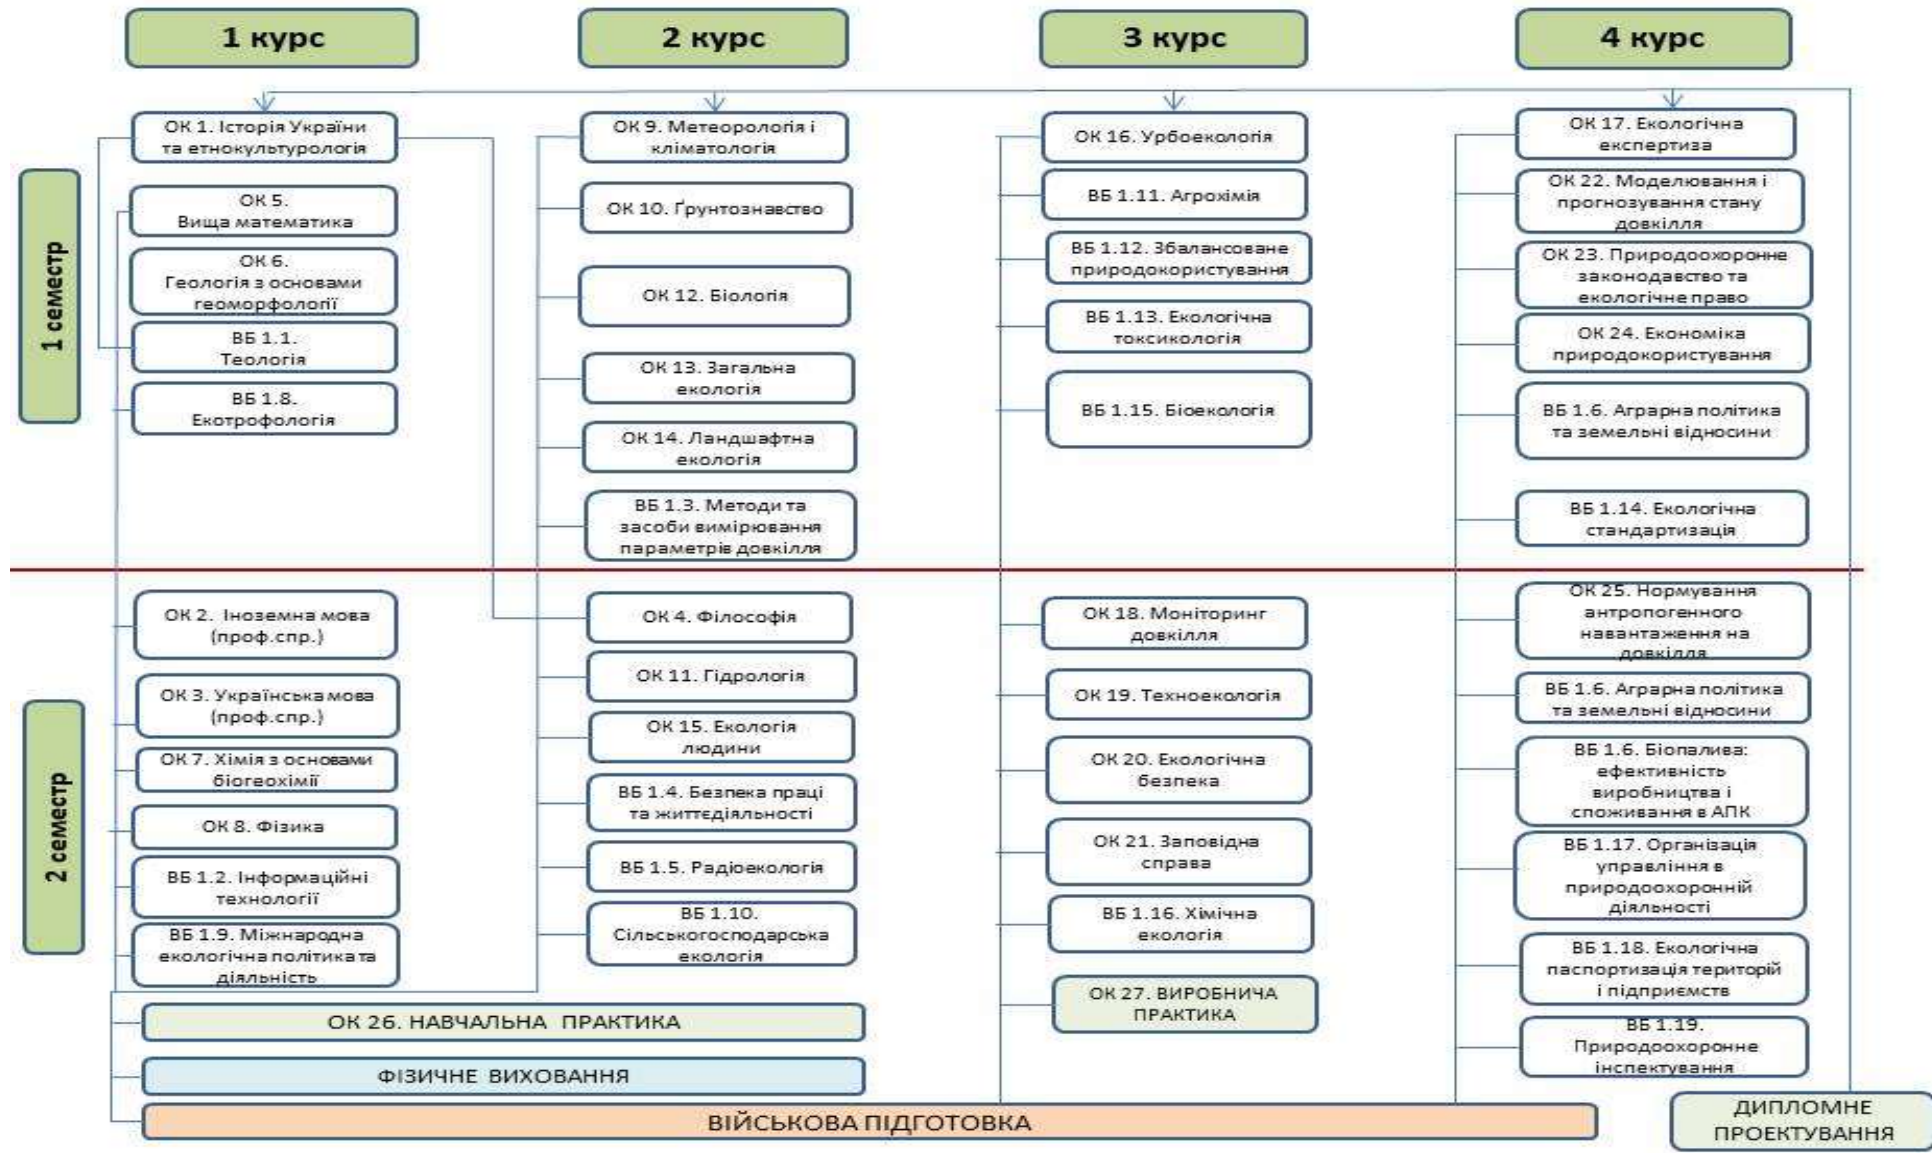 1 курс
2 курс
3 курс
4 курс
1 семестр
ОК 1. Історія України
та етнокультурологія
ОК 5.
Вища математика
ОК 6.
Геологія з основами
геоморфології
ВБ 1.1.
Теологія
ВБ 1.8.
Екотрофологія
ОК 9. Метеорологія і
кліматологія
ОК 10. Ґрунтознавство
ОК 12. Біологія
ОК 13. Загальна
екологія
ОК 14. Ландшафтна
екологія
ВБ 1.3. Методи та
засоби вимірювання
параметрів довкілля
ОК 16. Урбоекологія
ВБ 1.11. Агрохімія
ВБ 1.12. Збалансоване
природокористування
ВБ 1.13. Екологічна
токсикологія
ВБ 1.15. Біоекологія
ОК 17. Екологічна
експертиза
ОК 22. Моделювання і
прогнозування стану
довкілля
ОК 23. Природоохоронне
законодавство та
екологічне право
ОК 24. Економіка
природокористування
ВБ 1.6. Аграрна політика
та земельні відносини
ВБ 1.14. Екологічна
стандартизація
2 семестр
ОК 2. Іноземна мова
(проф.спр.)
ОК 3. Українська мова
(проф.спр.)
ОК 7. Хімія з основами
біогеохімії
ОК 8. Фізика
ВБ 1.2. Інформаційні
технології
ВБ 1.9. Міжнародна
екологічна політика та
діяльність
ОК 4. Філософія
ОК 11. Гідрологія
ОК 15. Екологія
людини
ВБ 1.4. Безпека праці
та життєдіяльності
ВБ 1.5. Радіоекологія
ВБ 1.10.
Сільськогосподарська
екологія
ОК 18. Моніторинг
довкілля
ОК 19. Техноекологія
ОК 20. Екологічна
безпека
ОК 21. Заповідна
справа
ВБ 1.16. Хімічна
екологія
ОК 27. ВИРОБНИЧА
ПРАКТИКА
ОК 25. Нормування
антропогенного
навантаження на
довкілля
ВБ 1.6. Аграрна політика
та земельні відносини
ВБ 1.6. Біопалива:
ефективність
виробництва і
споживання в АПК
ВБ 1.17. Організація
управління в
природоохоронній
діяльності
ВБ 1.18. Екологічна
паспортизація територій
і підприємств
ВБ 1.19.
Природоохоронне
інспектування
ОК 26. НАВЧАЛЬНА ПРАКТИКА
ФІЗИЧНЕ ВИХОВАННЯ
ВІЙСЬКОВА ПІДГОТОВКА
ДИПЛОМНЕ
ПРОЕКТУВАННЯ